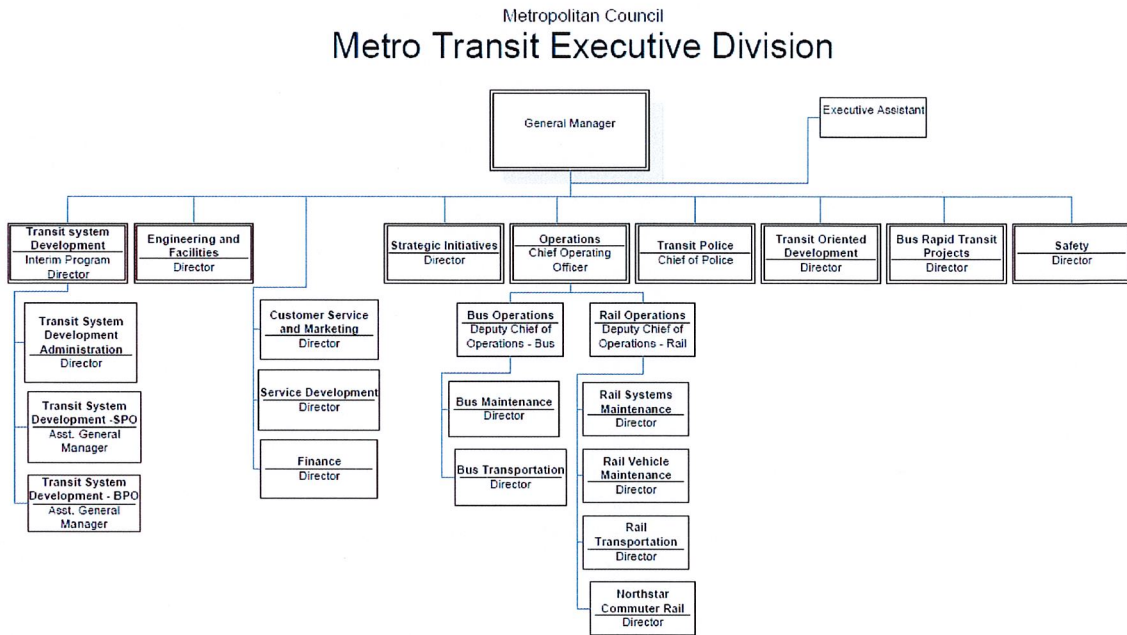 Metropolitan Council
Metro Transit Executive Division
General Manager
Executive Assistant
Transit system
Development
Interim Program
Director
Engineering and
Facilities
Director
Strategic Initiatives
Director
Operations
Chief Operating
Officer
Transit Police
Chief of Police
Transit Oriented
Development
Director
Bus Rapid Transit
Projects
Director
Safety
Director
Transit System
Development
Administration
Director
Transit System
Development -SPO
Asst. General
Manager
Transit System
Development - BPO
Asst. General
Manager
Customer Service
and Marketing
Director
Service Development
Director
Finance
Director
Bus Operations
Deputy Chief of
Operations - Bus
Bus Maintenance
Director
Bus Transportation
Director
Rail Operations
Deputy Chief of
Operations - Rail
Rail Systems
Maintenance
Director
Rail Vehicle
Maintenance
Director
Rail
Transportation
Director
Northstar
Commuter Rail
Director